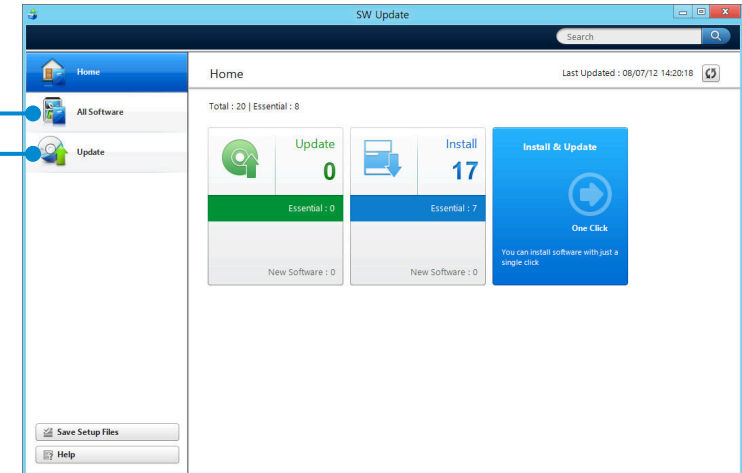 SW Update
Search
Home
All Software
Update
Save Setup Files
Help
Home
Last Updated : 08/07/12 14:20:18
Total : 20 | Essential : 8
Update
0
Essential : 0
New Software : 0
Install
17
Essential : 7
New Software : 0
Install & Update
One Click
You can install software with just a
single click